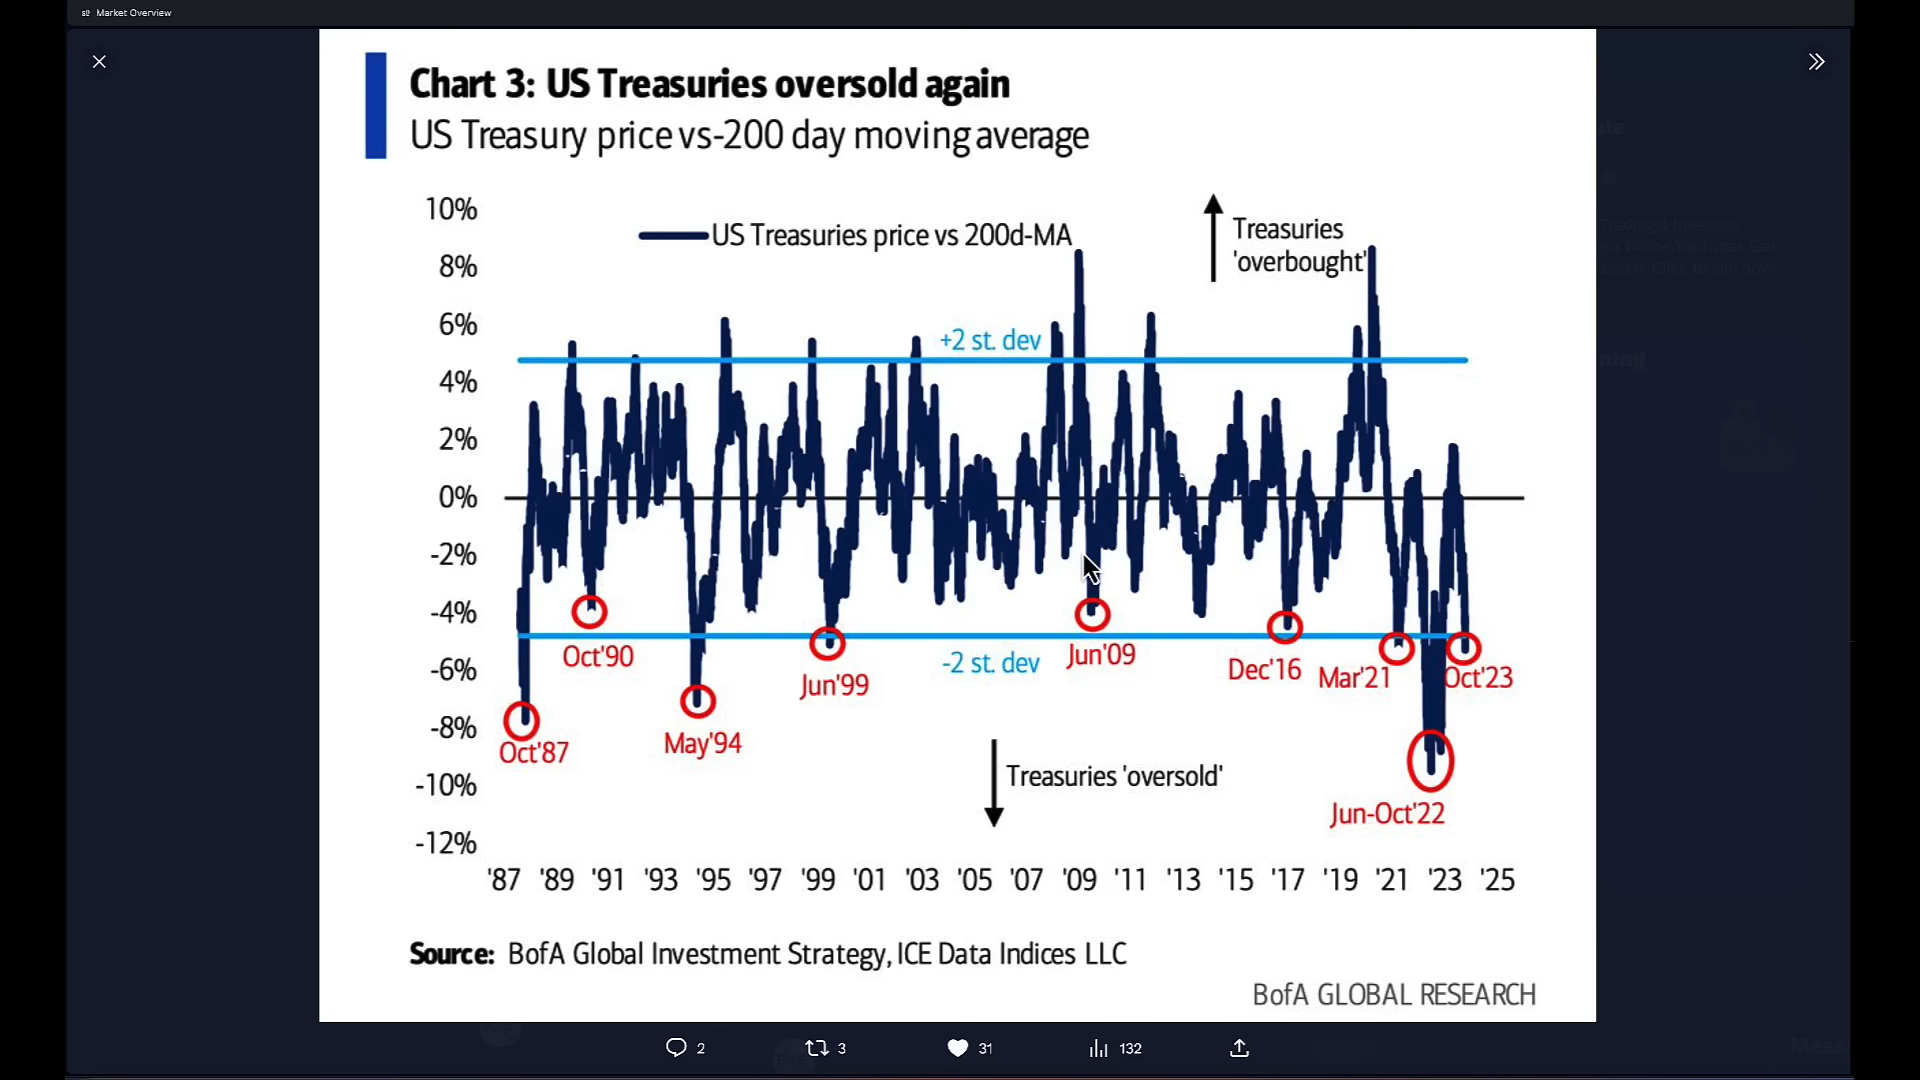 Market Overview
Chart 3: US Treasuries oversold again
US Treasury price vs-200 day moving average
10%
8%
6%
4%
2%
0%
-2%
-4%
-6%
-8%
-10%
-12%
US Treasuries price vs 200d-MA
Treasuries
'overbought'
+2 st. dev
-2 st. dev
Oct'87
Oct'90
May'94
Jun'99
Jun'09
Dec'16
Mar'21
Oct'23
Jun-Oct'22
Treasuries 'oversold'
'87 '89 '91 '93 '95 '97 '99 '01 '03 '05 '07 '09 '11 '13 '15 '17 '19 '21 '23 '25
Source: BofA Global Investment Strategy, ICE Data Indices LLC
BofA GLOBAL RESEARCH
2 3 31 132